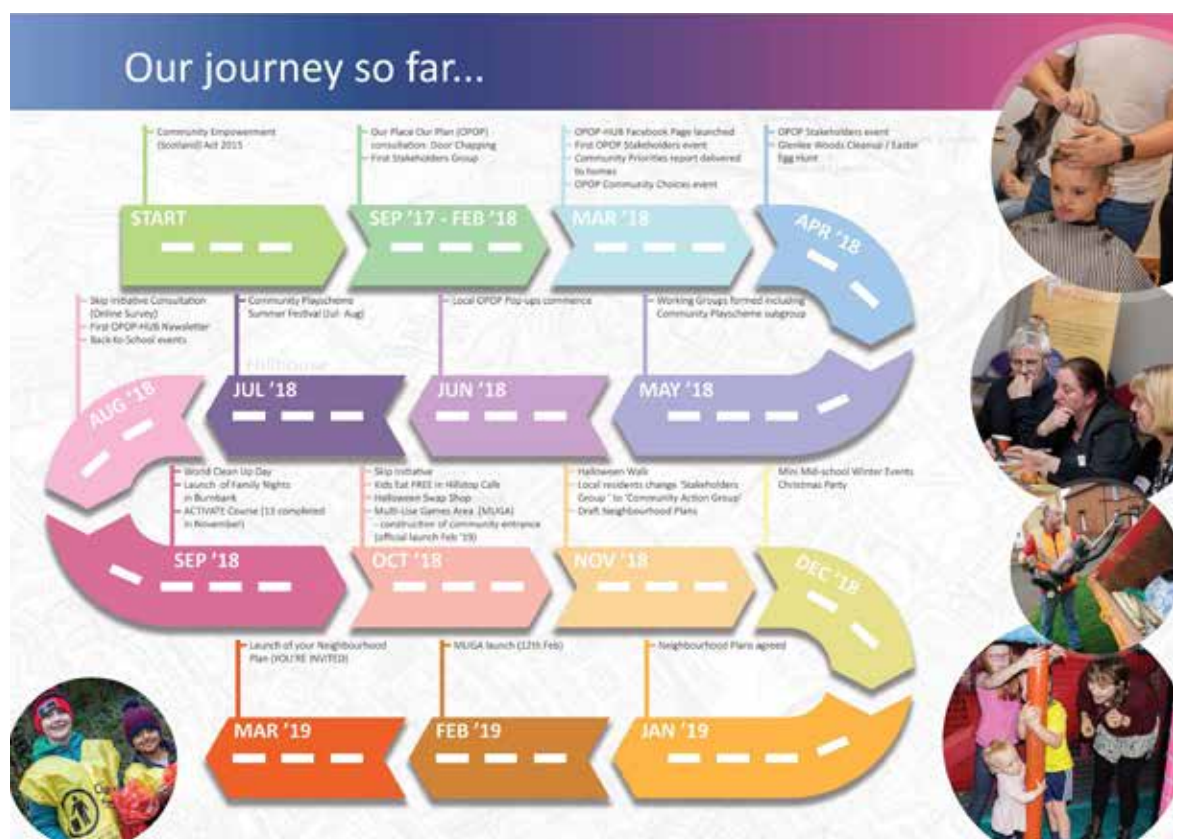 Our journey so far...
Community Empowerment
(Scotland) Act 2015
START
Our Place Our Plan (OPOP)
consultation: Door Chapping
First Stakeholders Group
SEP '17 - FEB '18
OPOP-HUB Facebook Page launched
First OPOP Stakeholders event
Community Priorities report delivered
to homes
OPOP Community Choices event
MAR '18
OPOP Stakeholders event
Glenlee Woods Cleanup / Easter
Egg Hunt
APR '18
Working Groups formed including
Community Playscheme subgroup
MAY '18
Local OPOP Pop-ups commence
JUN '18
Community Playscheme
Summer Festival (Jul- Aug)
Hillhouse
JUL '18
Skip Initiative Consultation
(Online Survey)
First OPOP-HUB Newsletter
Back to School events
AUG '18
World Clean Up Day
Launch of Family Nights
in Burnbank
ACTIVATE Course (13 completed
in November)
SEP '18
Skip Initiative
Kids Eat FREE in Hilltop Cafe
Halloween Swap Shop
Multi-Use Games Area (MUGA)
- construction of community entrance
(official launch Feb '19)
OCT '18
Halloween Walk
Local residents change 'Stakeholders
Group ' to 'Community Action Group'
Draft Neighbourhood Plans
NOV '18
Mini Mid-school Winter Events
Christmas Party
DEC '18
Neighbourhood Plans agreed
JAN '19
MUGA launch (12th Feb)
FEB '19
Launch of your Neighbourhood
Plan (YOU'RE INVITED)
MAR '19